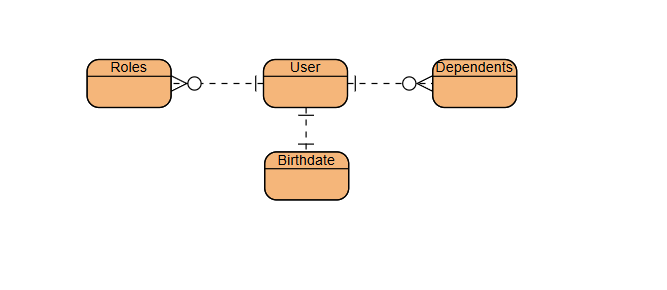 Roles
User
Dependents
Birthdate